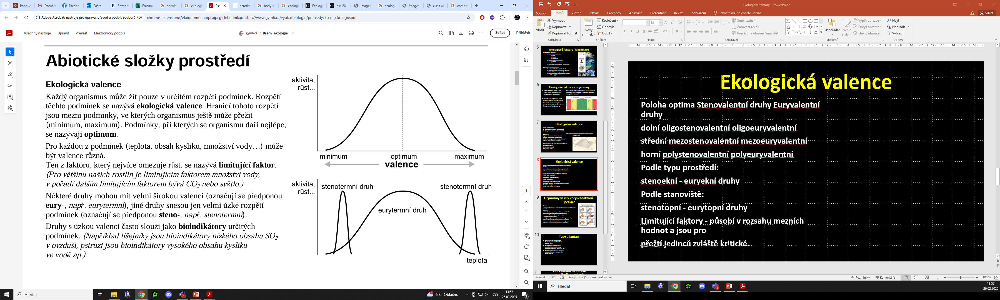 Pobox.s
Doruče
Facebo
Pošta –
Seznam
Erasmu
darwin
ekologi
9se
ectothe
body st
ecologi
Ecology
psr-201
images
ecology
images
class-al
compet
Adobe Acrobat: nástroje pro úpravu, převod a podpis souborů PDF
chrome-extension://efaidnbmnnnibpcajpcglclefindmkaj/https://www.gymh.cz/vyuka/biologie/prehledy/9sem_ekologie.pdf
Všechny nástroje
Upravit
Převést
Elektronický podpis
gymh.cz / 9sem_ekologie
Sdílet
Přihlásit
Abiotické složky prostředí
Ekologická valence
Každý organismus může žít pouze v určitém rozpětí podmínek. Rozpětí
těchto podmínek se nazývá ekologická valence. Hranicí tohoto rozpětí
jsou mezní podmínky, ve kterých organismus ještě může přežít
(minimum, maximum). Podmínky, při kterých se organismu daří nejlépe,
se nazývají optimum.
Pro každou z podmínek (teplota, obsah kyslíku, množství vody…) může
být valence různá.
Ten z faktorů, který nejvíce omezuje růst, se nazývá limitující faktor.
(Pro většinu našich rostlin je limitujícím faktorem množství vody,
v pořadí dalším limitujícím faktorem bývá CO2 nebo světlo.)
Některé druhy mohou mít velmi širokou valenci (označují se předponou
eury-, např. eurytermní), jiné druhy snesou jen velmi úzké rozpětí
podmínek (označují se předponou steno-, např. stenotermní).
Druhy s úzkou valencí často slouží jako bioindikátory určitých
podmínek. (Například lišejníky jsou bioindikátory nízkého obsahu SO2
v ovzduší, pstruzi jsou bioindikátory vysokého obsahu kyslíku
ve vodě ap.)
aktivita,
růst...
minimum
optimum
maximum
valence
aktivita,
růst...
stenotermní druh
stenotermní druh
eurytermní druh
teplota
1
6
Hledat
6°C Oblačno
CES
13:57
26.02.2025
Ekologické faktory - PowerPoint
Soubor
Domů
Vložení
Návrh
Přechody
Animace
Prezentace
Revize
Zobrazení
Řekněte mi, co chcete udělat...
Sdílet
Vložit
Vyjmout
Kopírovat
Kopírovat formát
Schránka
Nový
snímek
Rozložení
Obnovit
Oddíl
Snímky
18
Písmo
Směr textu
Zarovnat text
Převést na obrázek SmartArt
Odstavec
Uspořádat
Rychlé
styly
Výplň obrazce
Obrys obrazce
Efekty obrazce
Kreslení
Najít
Nahradit
Vybrat
Úpravy
5
Ekologické faktory - klasifikace
6
Ekologické faktory a organismy
7
Ekologická valence
8
Ekologická valence
9
Organismy vs vliv vnějších faktorů.
Speciace
10
Typy adaptací
11
Ekologická valence
Poloha optima Stenovalentní druhy Euryvalentní
druhy
dolní oligostenovalentní oligoeuryvalentní
střední mezostenovalentní mezoeuryvalentní
horní polystenovalentní polyeuryvalentní
Podle typu prostředí:
stenoekní - euryekní druhy
Podle stanoviště:
stenotopní - eurytopní druhy
Limitující faktory - působí v rozsahu mezních
hodnot a jsou pro
přežtí jedinců zvláště kritické.
Snímek 8 z 12
Angličtina (Spojené království)
Poznámky
Komentáře
100 %
Hledat
13:57
26.02.2025